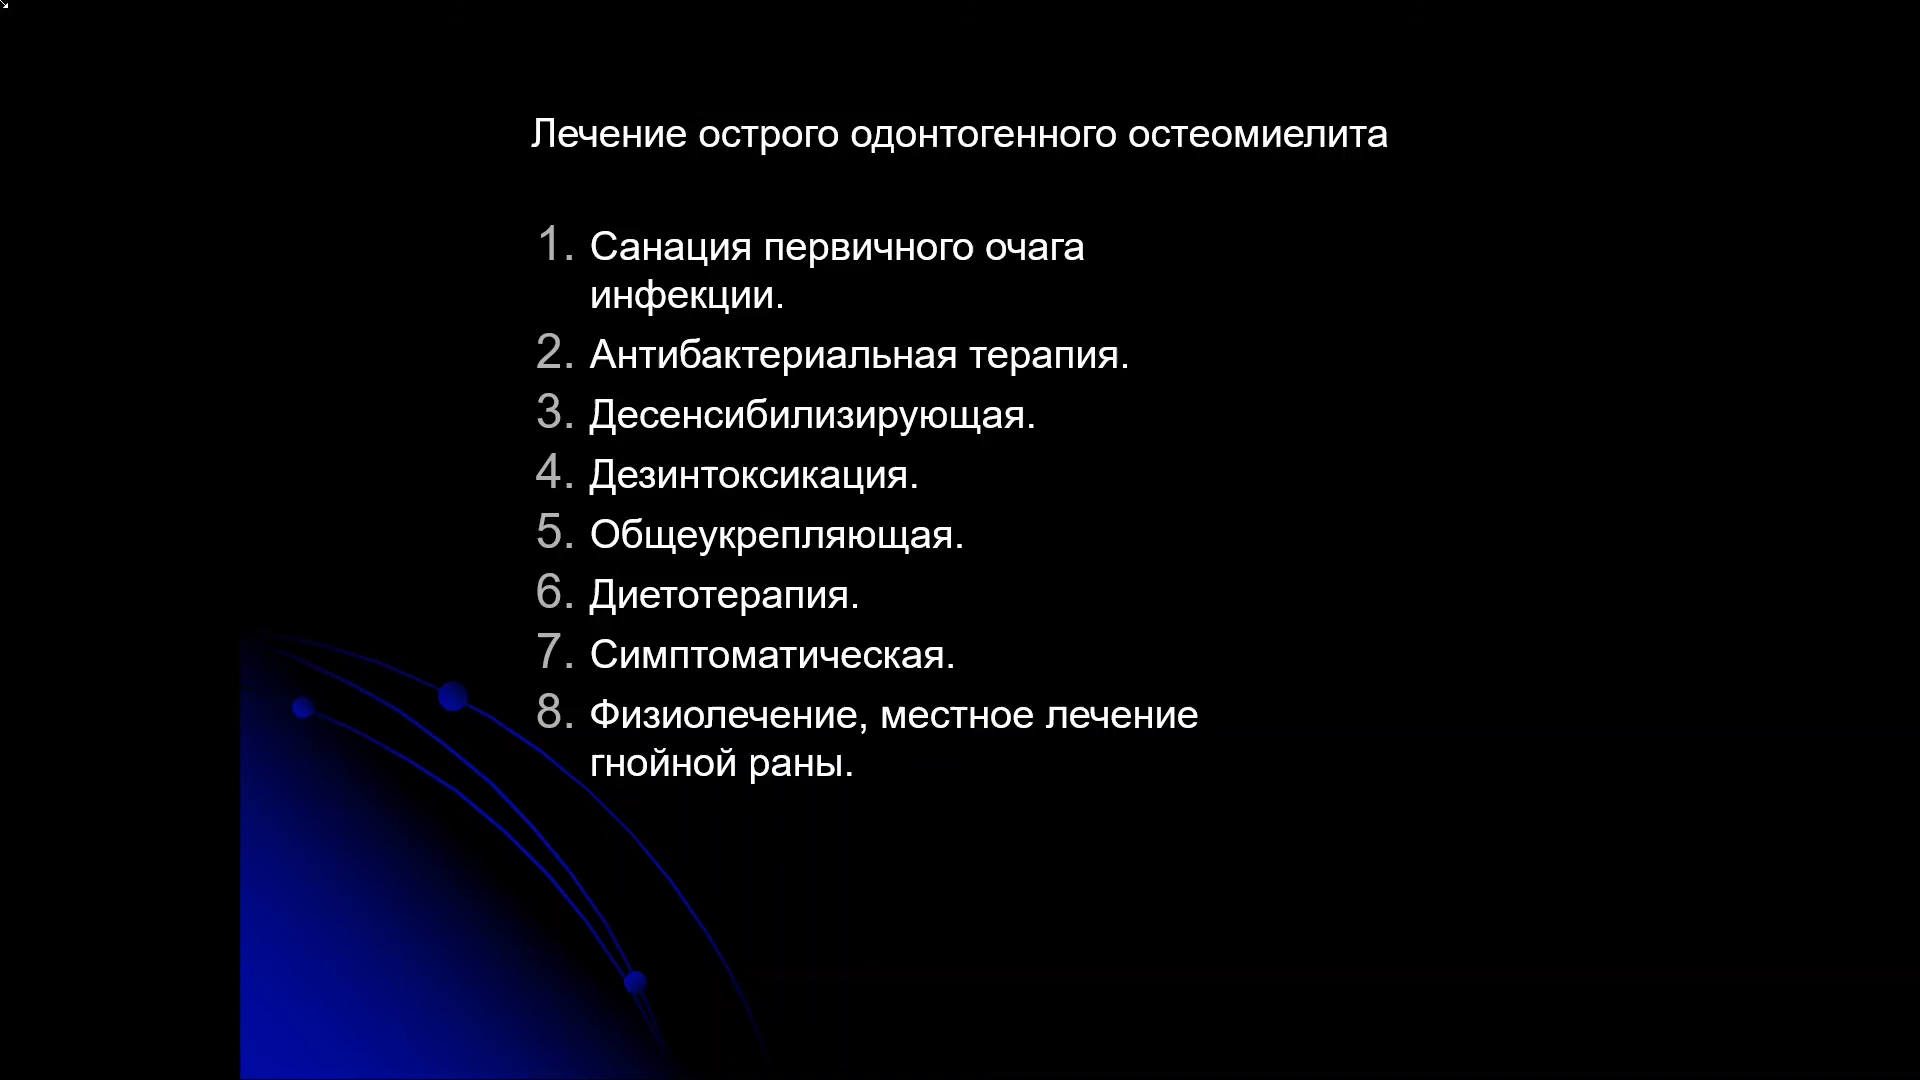 Лечение острого одонтогенного остеомиелита
1. Санация первичного очага
инфекции.
2. Антибактериальная терапия.
3. Десенсибилизирующая.
4. Дезинтоксикация.
5. Общеукрепляющая.
6. Диетотерапия.
7. Симптоматическая.
8. Физиолечение, местное лечение
гнойной раны.